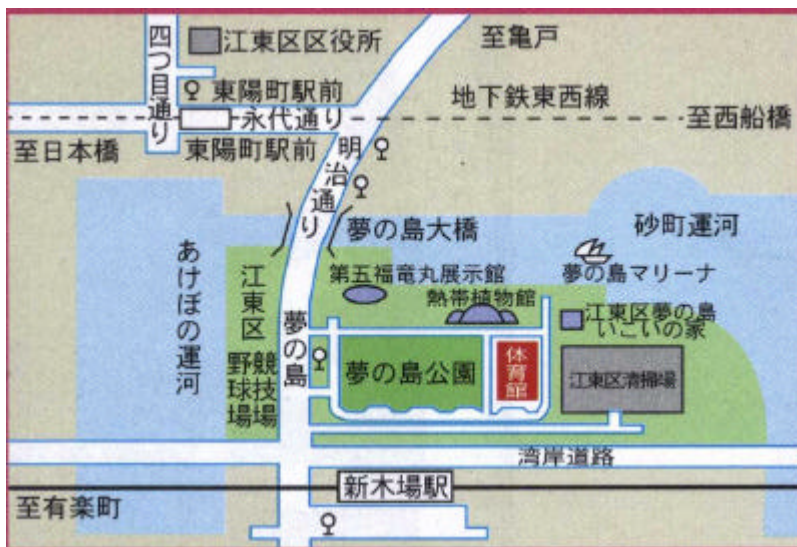 四つ目通り
江東区区役所
至亀戸
東陽町駅前
地下鉄東西線
永代通り
至西船橋
至日本橋
東陽町駅前
明治通り
砂町運河
夢の島大橋
あけぼの運河
夢の島マリーナ
江東区
第五福竜丸展示館
熱帯植物館
江東区夢の島
いこいの家
夢の島
競技場
野球場
夢の島公園
体育館
江東区清掃場
湾岸道路
新木場駅
至有楽町